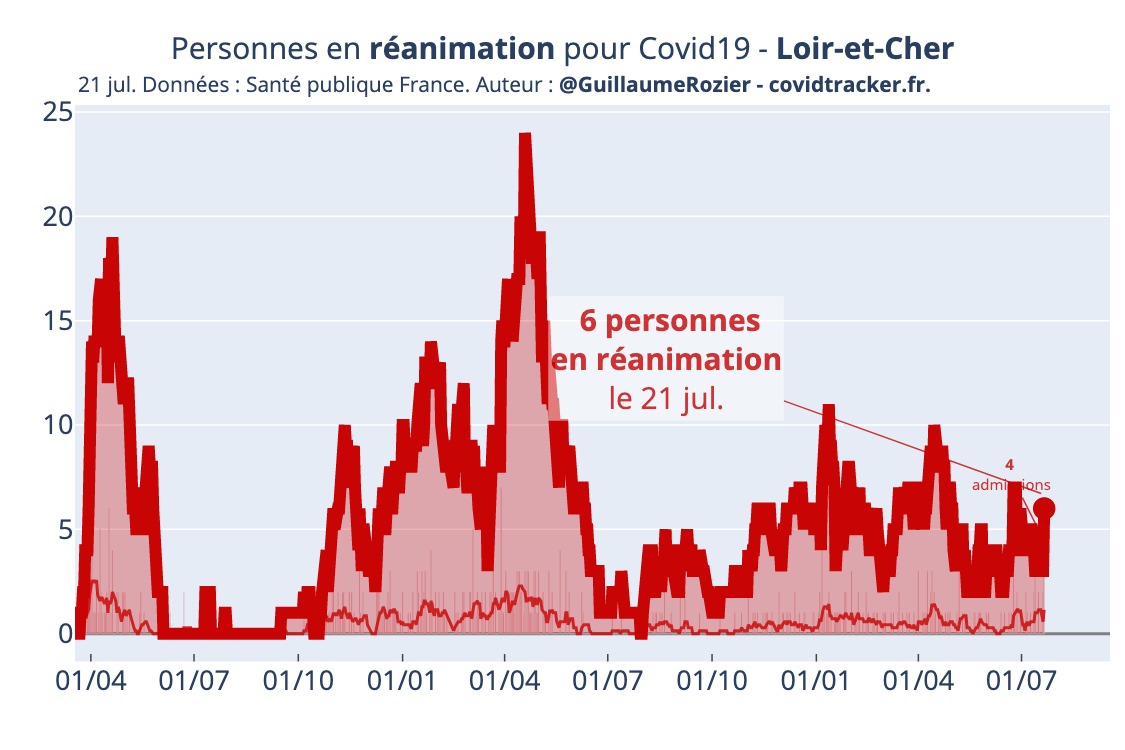 Personnes en réanimation pour Covid19 - Loir-et-Cher
21 jul. Données : Santé publique France. Auteur : @GuillaumeRozier - covidtracker.fr.
25
20
15
10
5
0
6 personnes
en réanimation
le 21 jul.
4
admissions
01/04 01/07 01/10 01/01 01/04 01/07 01/10 01/01 01/04 01/07